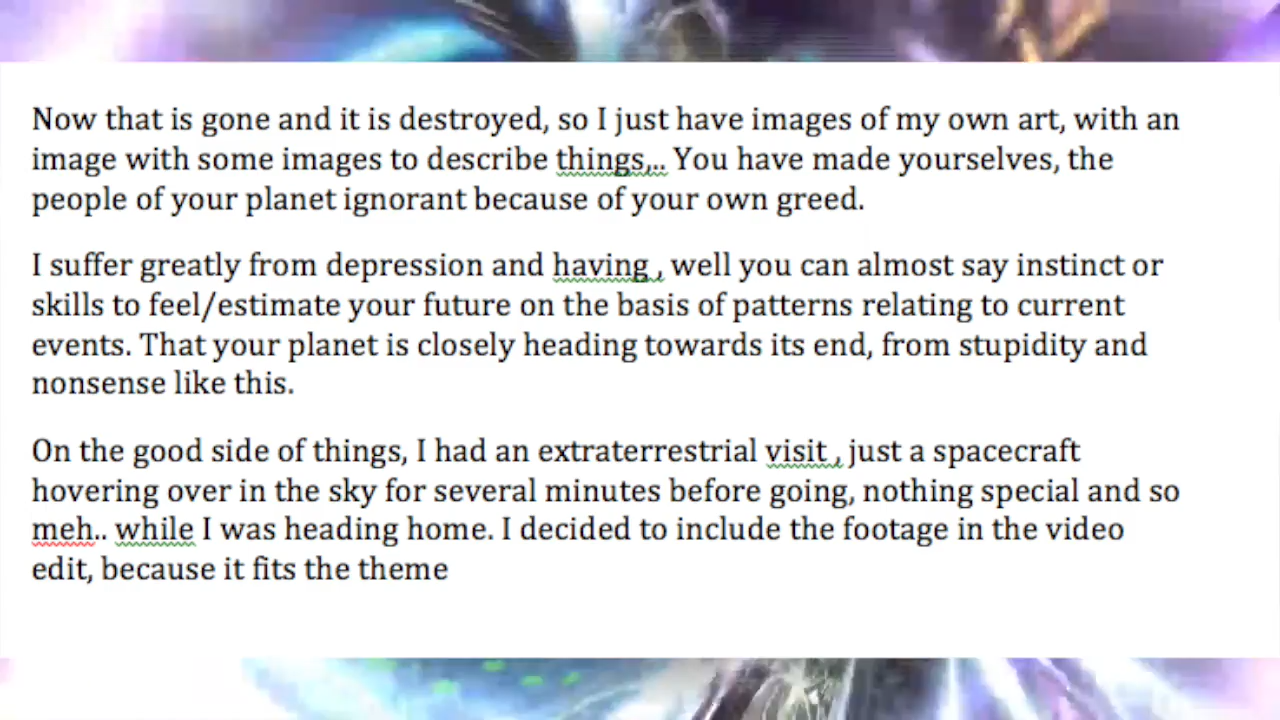 Now that is gone and it is destroyed, so I just have images of my own art, with an
image with some images to describe things,.. You have made yourselves, the
people of your planet ignorant because of your own greed.
I suffer greatly from depression and having , well you can almost say instinct or
skills to feel/estimate your future on the basis of patterns relating to current
events. That your planet is closely heading towards its end, from stupidity and
nonsense like this.
On the good side of things, I had an extraterrestrial visit , just a spacecraft
hovering over in the sky for several minutes before going, nothing special and so
meh.. while I was heading home. I decided to include the footage in the video
edit, because it fits the theme